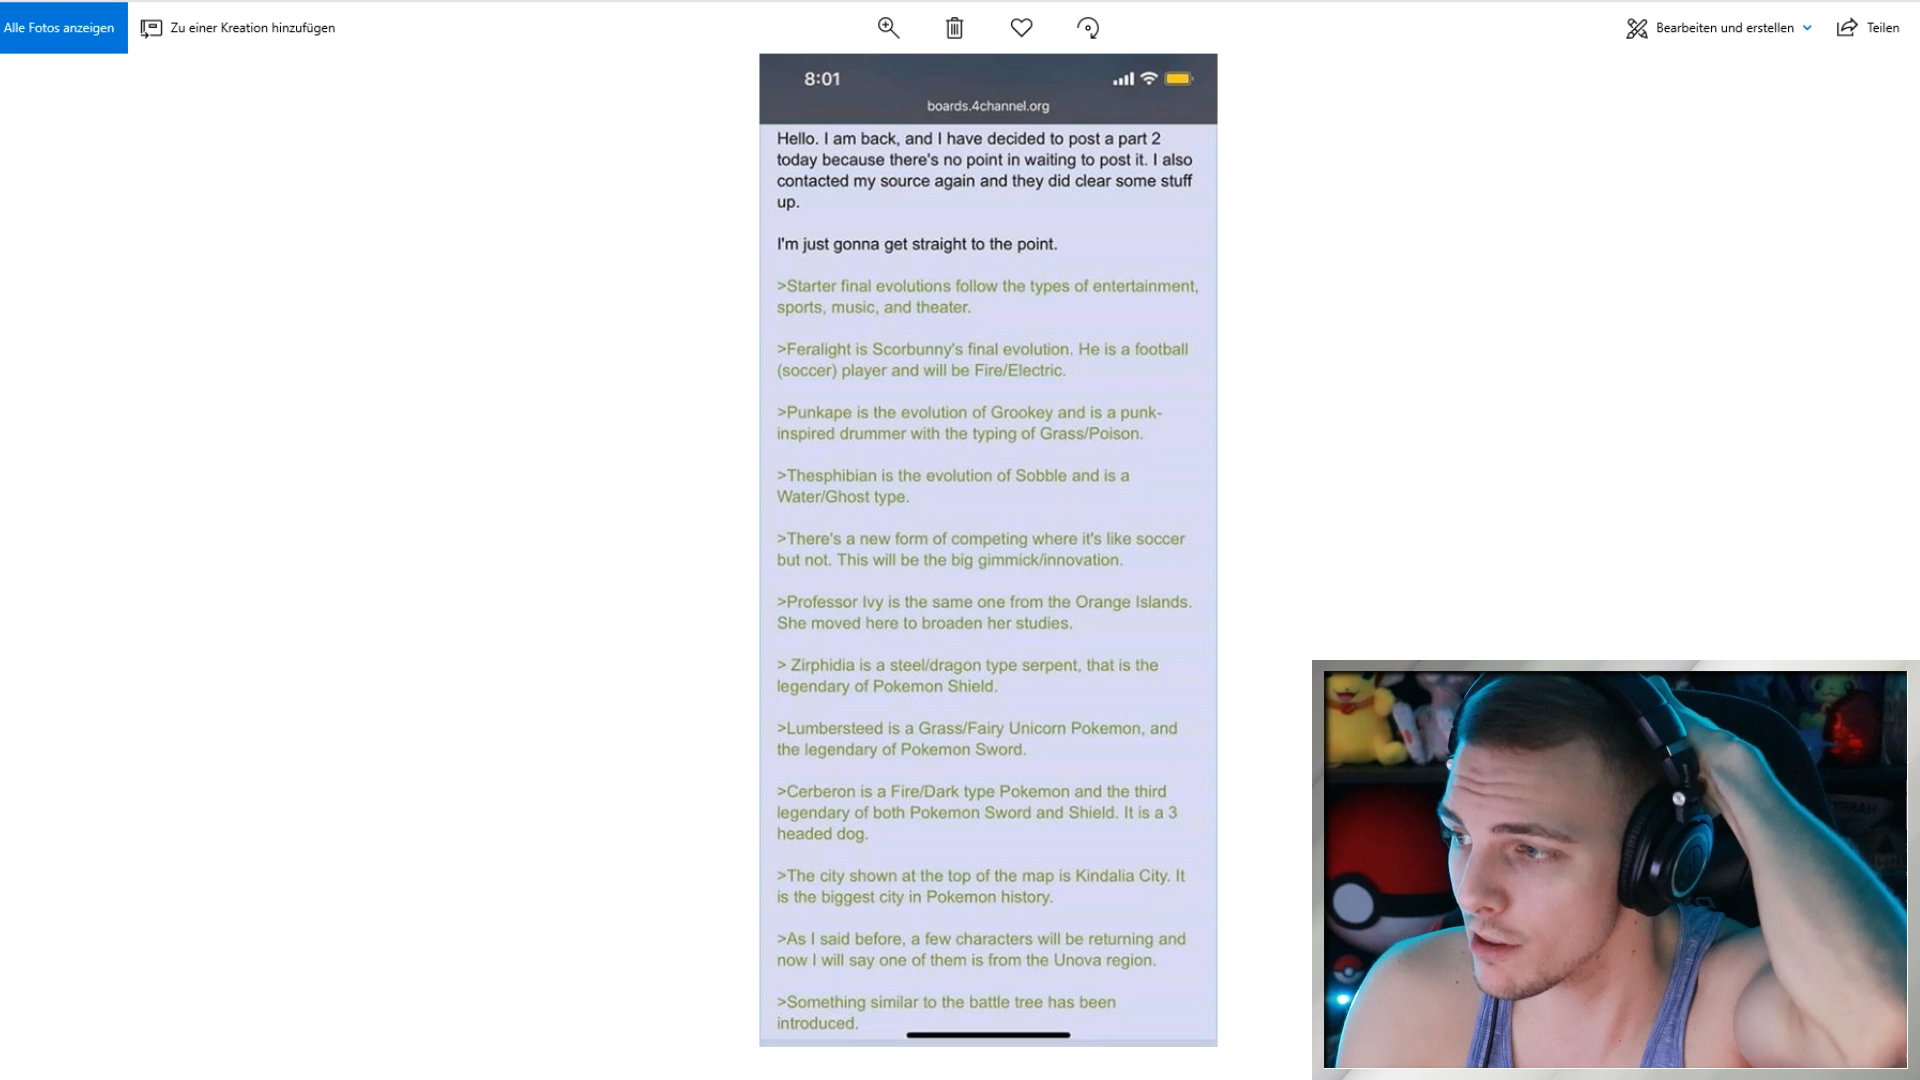 Alle Fotos anzeigen
Zu einer Kreation hinzufügen
Bearbeiten und erstellen
Teilen
8:01
boards.4channel.org
Hello. I am back, and I have decided to post a part 2
today because there's no point in waiting to post it. I also
contacted my source again and they did clear some stuff
up.
I'm just gonna get straight to the point.
>Starter final evolutions follow the types of entertainment,
sports, music, and theater.
>Feralight is Scorbunny's final evolution. He is a football
(soccer) player and will be Fire/Electric.
>Punkape is the evolution of Grookey and is a punk-
inspired drummer with the typing of Grass/Poison.
>Thesphibian is the evolution of Sobble and is a
Water/Ghost type.
>There's a new form of competing where it's like soccer
but not. This will be the big gimmick/innovation.
>Professor Ivy is the same one from the Orange Islands.
She moved here to broaden her studies.
> Zirphidia is a steel/dragon type serpent, that is the
legendary of Pokemon Shield.
>Lumbersteed is a Grass/Fairy Unicorn Pokemon, and
the legendary of Pokemon Sword.
>Cerberon is a Fire/Dark type Pokemon and the third
legendary of both Pokemon Sword and Shield. It is a 3
headed dog.
>The city shown at the top of the map is Kindalia City. It
is the biggest city in Pokemon history.
>As I said before, a few characters will be returning and
now I will say one of them is from the Unova region.
>Something similar to the battle tree has been
introduced.